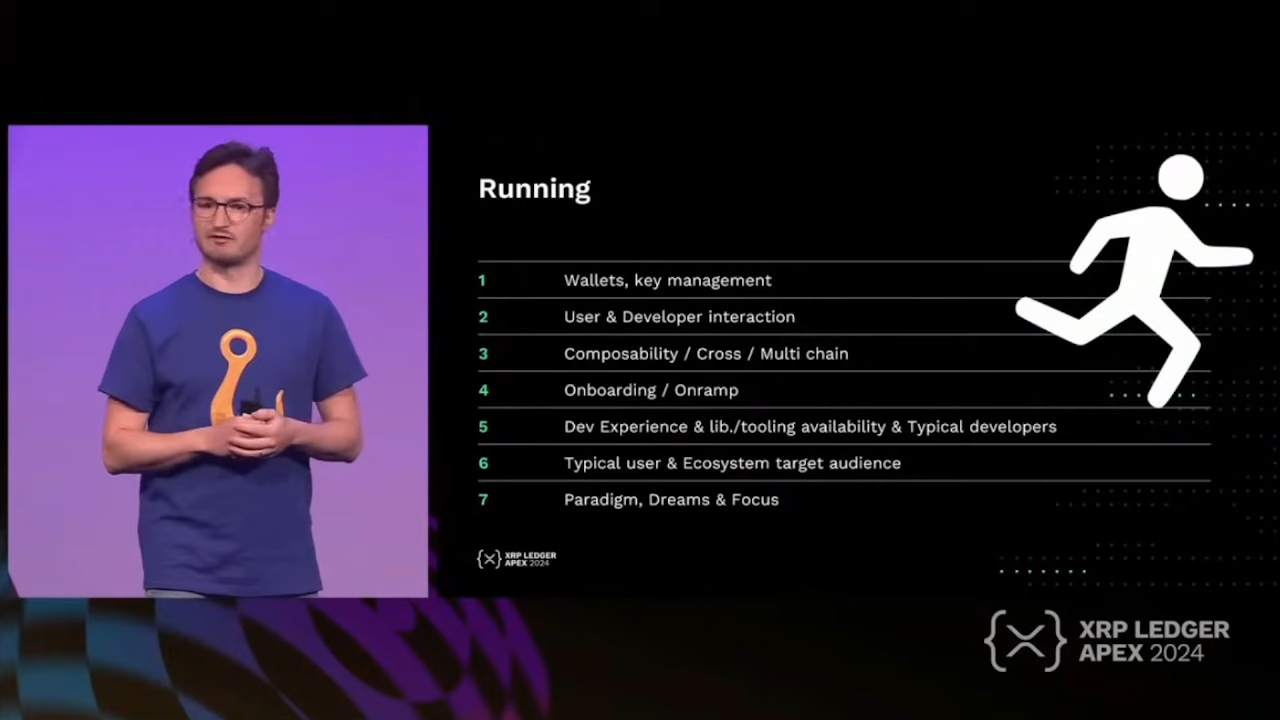 Running
1 Wallets, key management
2 User & Developer interaction
3 Composability / Cross / Multi chain
4 Onboarding / Onramp
5 Dev Experience & lib./tooling availability & Typical developers
6 Typical user & Ecosystem target audience
7 Paradigm, Dreams & Focus
XRP LEDGER
APEX 2024
XRP LEDGER
APEX 2024